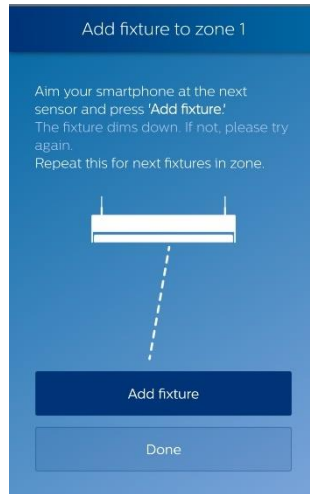 Add fixture to zone 1
Aim your smartphone at the next
sensor and press 'Add fixture.'
The fixture dims down. If not, please try
again.
Repeat this for next fixtures in zone.
Add fixture
Done